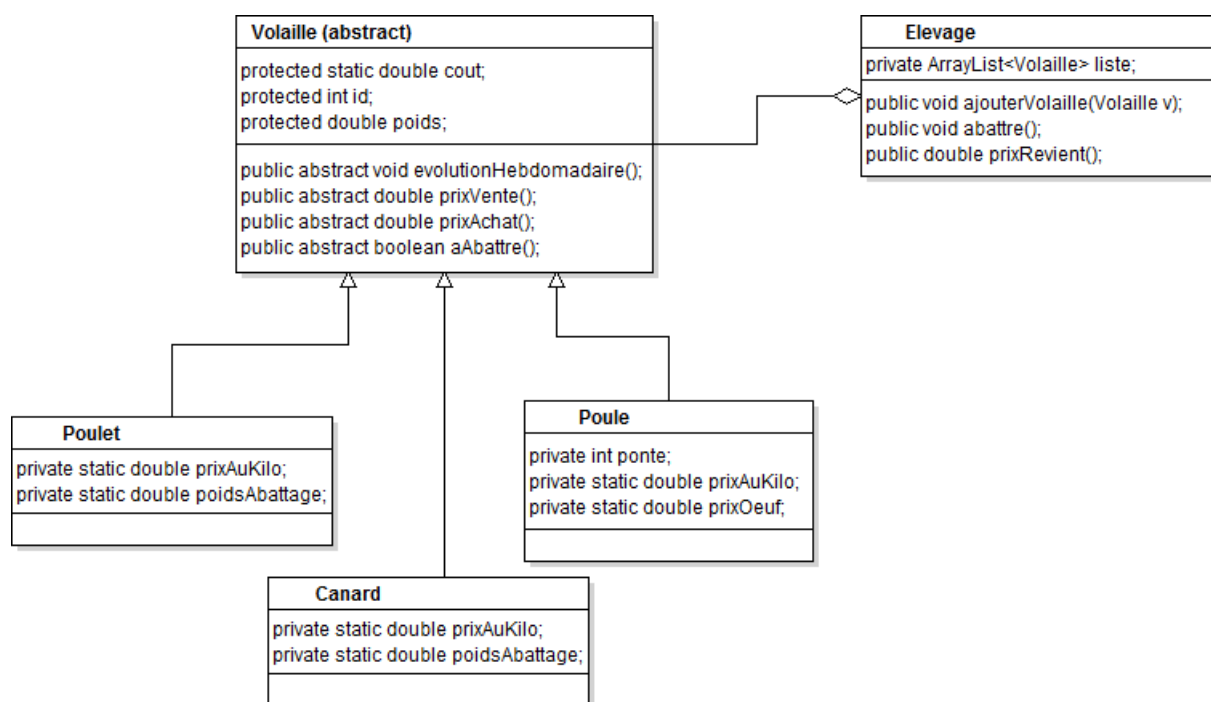 Volaille (abstract)
protected static double cout;
protected int id;
protected double poids;
public abstract void evolutionHebdomadaire();
public abstract double prixVente();
public abstract double prixAchat();
public abstract boolean aAbattre();
Elevage
private ArrayList<Volaille> liste;
public void ajouterVolaille(Volaille v);
public void abattre();
public double prixRevient();
Poulet
private static double prixAuKilo;
private static double poidsAbattage;
Poule
private int ponte;
private static double prixAuKilo;
private static double prixOeuf;
Canard
private static double prixAuKilo;
private static double poidsAbattage;